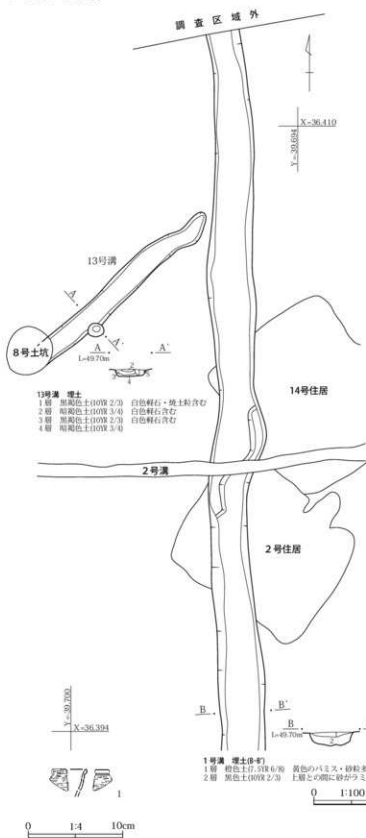 調査区域外
X=36.410
Y=-39.694
13号溝
A
A'
8号土坑
A
A'
L=49.70m
2
3
4
13号溝 埋土
1層 黒褐色土(10YR 2/3) 白色軽石・焼土粒含む
2層 暗褐色土(10YR 3/4) 白色軽石含む
3層 黒褐色土(10YR 2/3) 白色軽石含む
4層 暗褐色土(10YR 3/4)
14号住居
2号溝
2号住居
Y=-39.700
X=36.394
B
B'
B
L=49.70m
2
1号溝 埋土(B-B')
1層 橙色土(7.5YR 6/8) 黄色のパミス・砂粒
2層 黒色土(10YR 2/3) 上層との間に砂がラミ
1
0 1:4 10cm
0 1:100